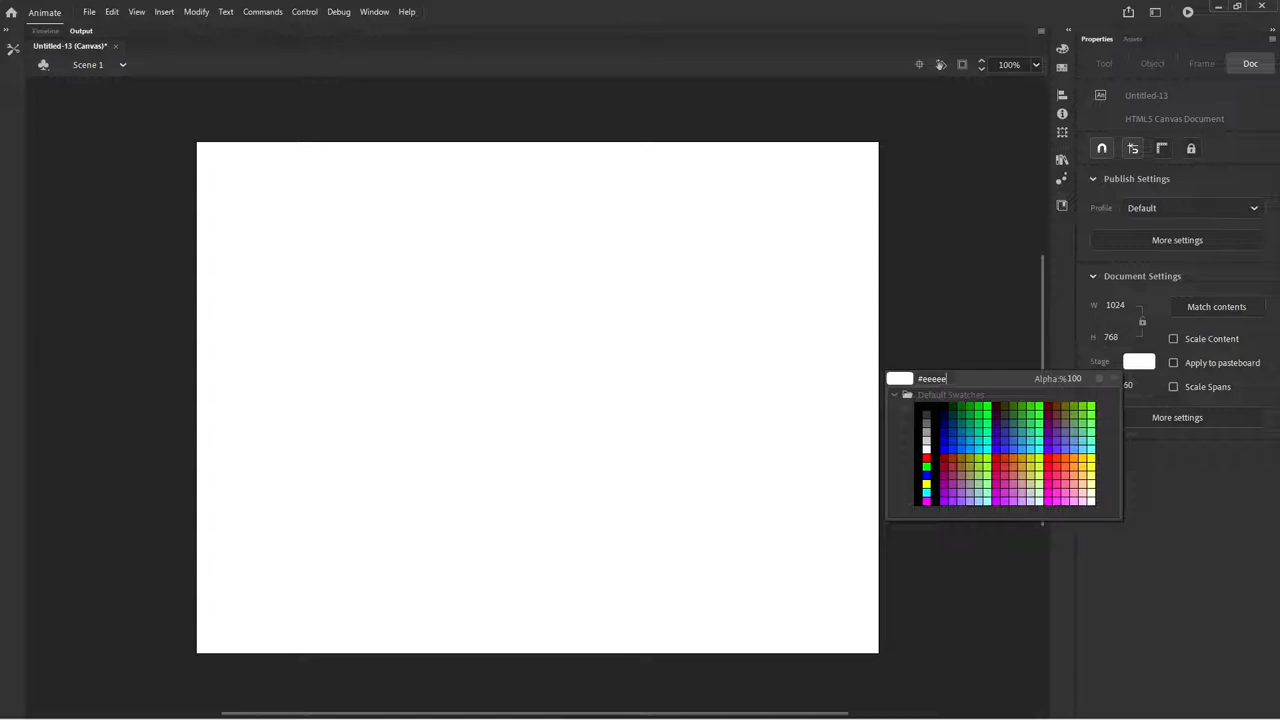 Animate File Edit View Insert Modify Text Commands Control Debug Window Help
Timeline Output
Untitled-13 (Canvas)* ×
Scene 1
100%
Properties Assets
Tool Object Frame Doc
An Untitled-13
HTML5 Canvas Document
Publish Settings
Profile Default
More settings
Document Settings
W 1024 Match contents
H 768 Scale Content
Stage Apply to pasteboard
60 Scale Spans
More settings
#eeeee Alpha:% 100
Default Swatches